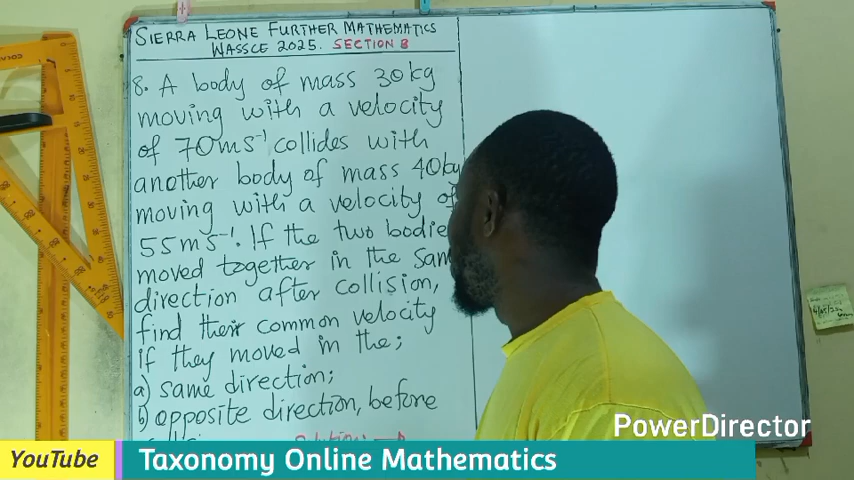 SIERRA LEONE FURTHER MATHEMATICS
WASSCE 2025. SECTION B
8. A body of mass 30kg
moving with a velocity
of 70ms⁻¹ collides with
another body of mass 40kg
moving with a velocity of
55ms⁻¹. If the two bodie
moved together in the sam
direction after collision,
find their common velocity
if they moved in the;
a) same direction;
b) opposite direction, before
PowerDirector
YouTube
Taxonomy Online Mathematics